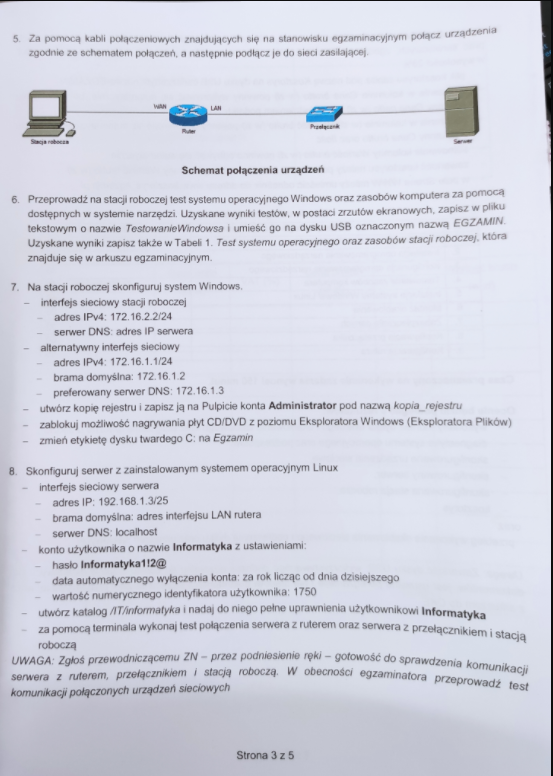 5. Za pomocą kabli połączeniowych znajdujących się na stanowisku egzaminacyjnym połącz urządzenia
zgodnie ze schematem połączeń, a następnie podłącz je do sieci zasilającej.
WAN
LAN
Stacja robocza
Ruter
Przełącznik
Serwer
Schemat połączenia urządzeń
6. Przeprowadź na stacji roboczej test systemu operacyjnego Windows oraz zasobów komputera za pomocą
dostępnych w systemie narzędzi. Uzyskane wyniki testów, w postaci zrzutów ekranowych, zapisz w pliku
tekstowym o nazwie TestowanieWindowsa i umieść go na dysku USB oznaczonym nazwą EGZAMIN.
Uzyskane wyniki zapisz także w Tabeli 1. Test systemu operacyjnego oraz zasobów stacji roboczej, która
znajduje się w arkuszu egzaminacyjnym.
7. Na stacji roboczej skonfiguruj system Windows.
– interfejs sieciowy stacji roboczej
– adres IPv4: 172.16.2.2/24
– serwer DNS: adres IP serwera
– alternatywny interfejs sieciowy
– adres IPv4: 172.16.1.1/24
– brama domyślna: 172.16.1.2
– preferowany serwer DNS: 172.16.1.3
– utwórz kopię rejestru i zapisz ją na Pulpicie konta Administrator pod nazwą kopia_rejestru
– zablokuj możliwość nagrywania płyt CD/DVD z poziomu Eksploratora Windows (Eksploratora Plików)
– zmień etykietę dysku twardego C: na Egzamin
8. Skonfiguruj serwer z zainstalowanym systemem operacyjnym Linux
– interfejs sieciowy serwera
– adres IP: 192.168.1.3/25
– brama domyślna: adres interfejsu LAN rutera
– serwer DNS: localhost
– konto użytkownika o nazwie Informatyka z ustawieniami:
– hasło Informatyka1!2@
– data automatycznego wyłączenia konta: za rok licząc od dnia dzisiejszego
– wartość numerycznego identyfikatora użytkownika: 1750
– utwórz katalog /IT/informatyka i nadaj do niego pełne uprawnienia użytkownikowi Informatyka
– za pomocą terminala wykonaj test połączenia serwera z ruterem oraz serwera z przełącznikiem i stacją
roboczą
UWAGA: Zgłoś przewodniczącemu ZN – przez podniesienie ręki – gotowość do sprawdzenia komunikacji
serwera z ruterem, przełącznikiem i stacją roboczą. W obecności egzaminatora przeprowadź test
komunikacji połączonych urządzeń sieciowych
Strona 3 z 5